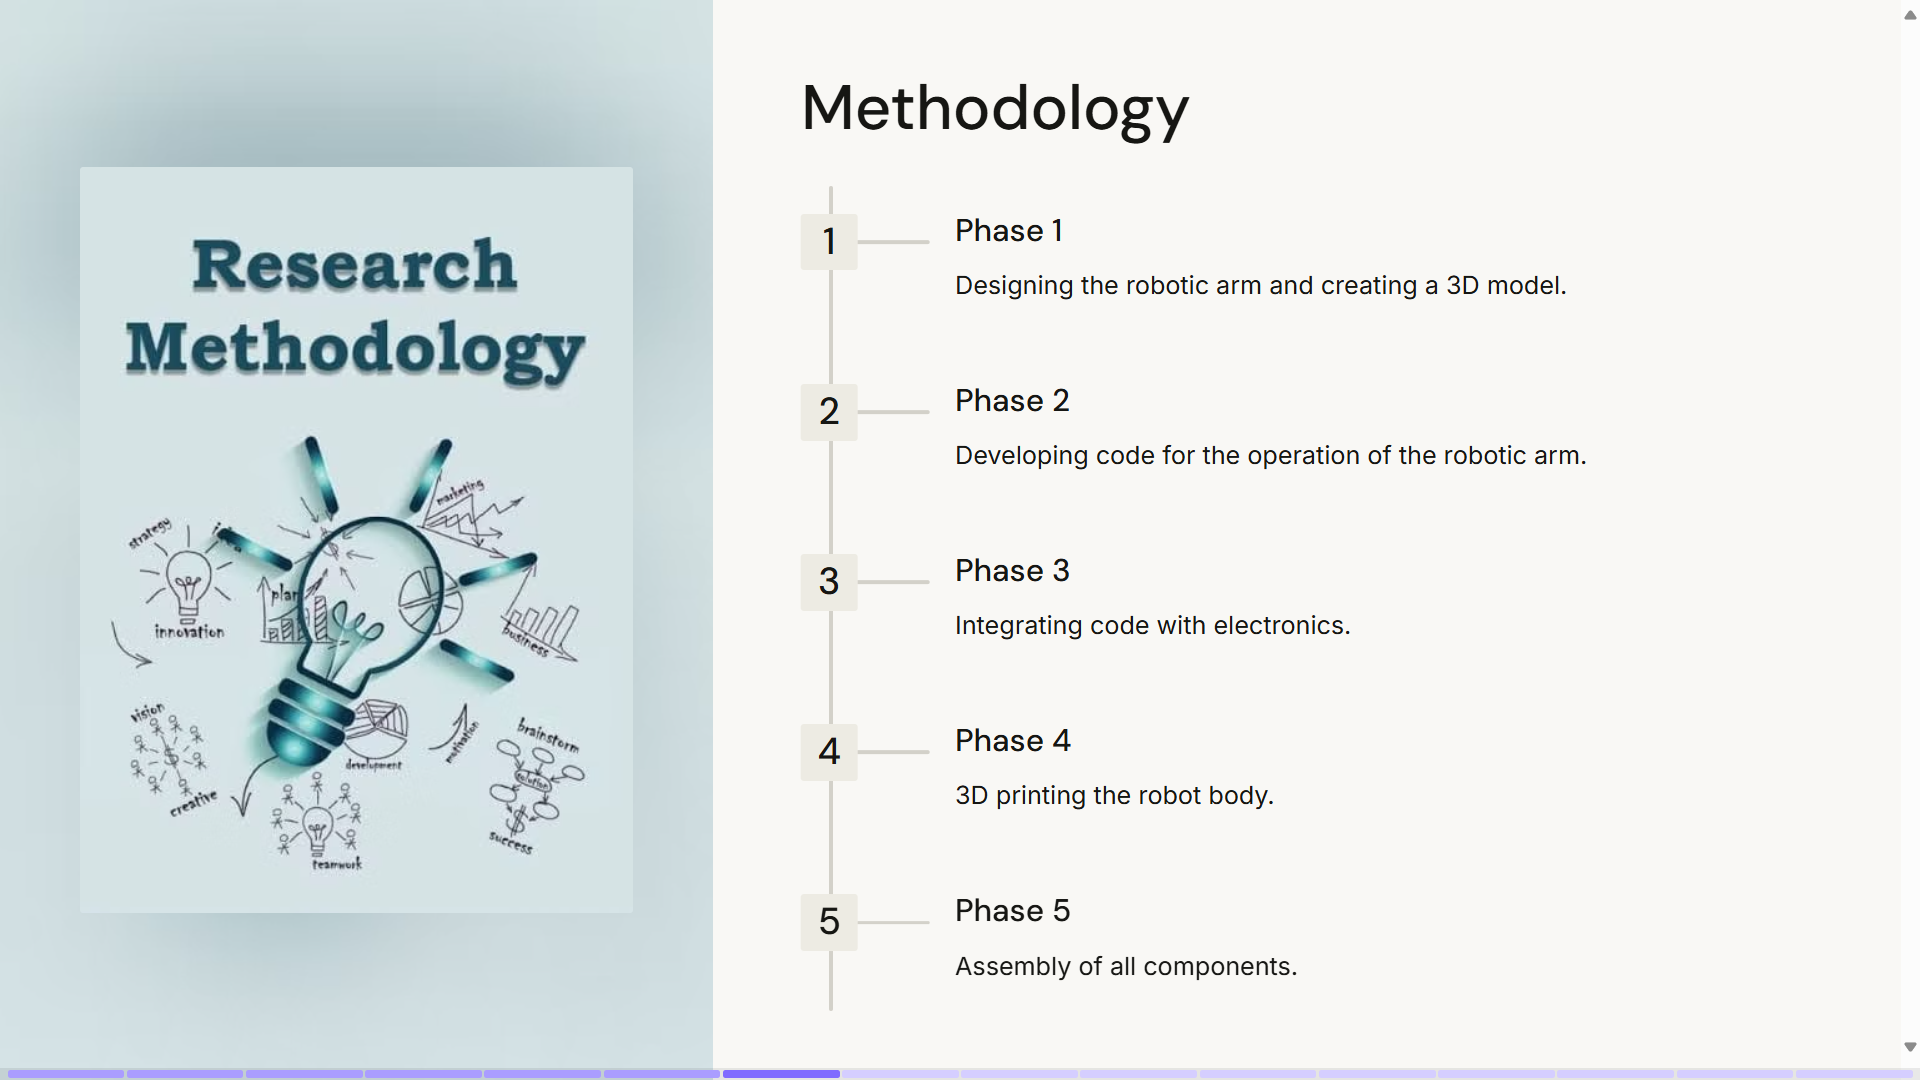 Research
Methodology
marketing
strategy
plan
innovation
business
vision
brainstorm
motivation
development
solution
creative
success
teamwork
Methodology
1
Phase 1
Designing the robotic arm and creating a 3D model.
2
Phase 2
Developing code for the operation of the robotic arm.
3
Phase 3
Integrating code with electronics.
4
Phase 4
3D printing the robot body.
5
Phase 5
Assembly of all components.